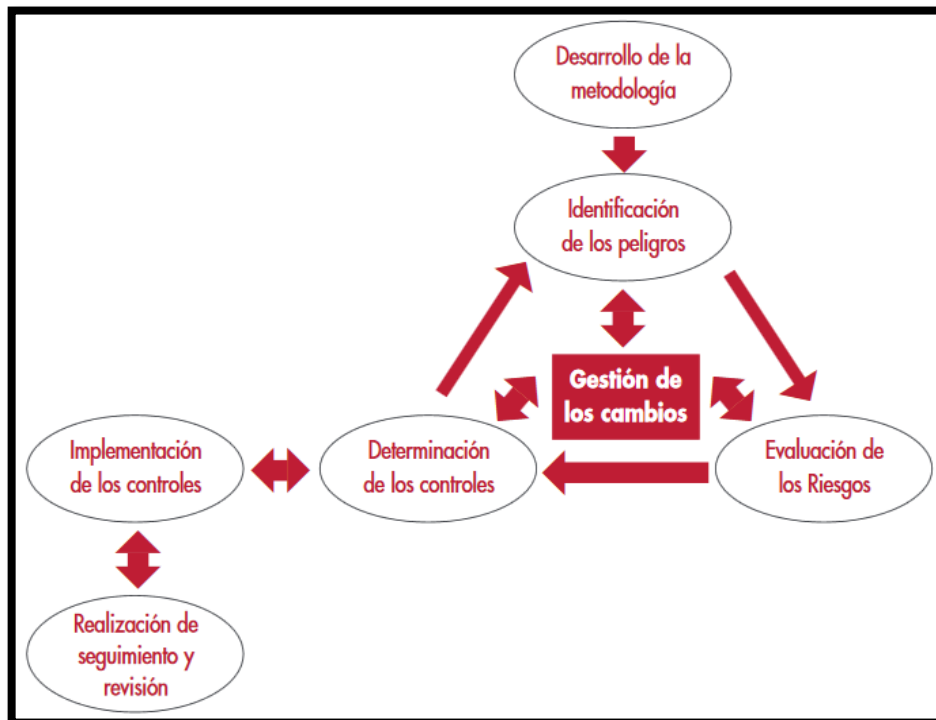 Desarrollo de la
metodología
Identificación
de los peligros
Gestión de
los cambios
Implementación
de los controles
Determinación
de los controles
Evaluación de
los Riesgos
Realización de
seguimiento y
revisión